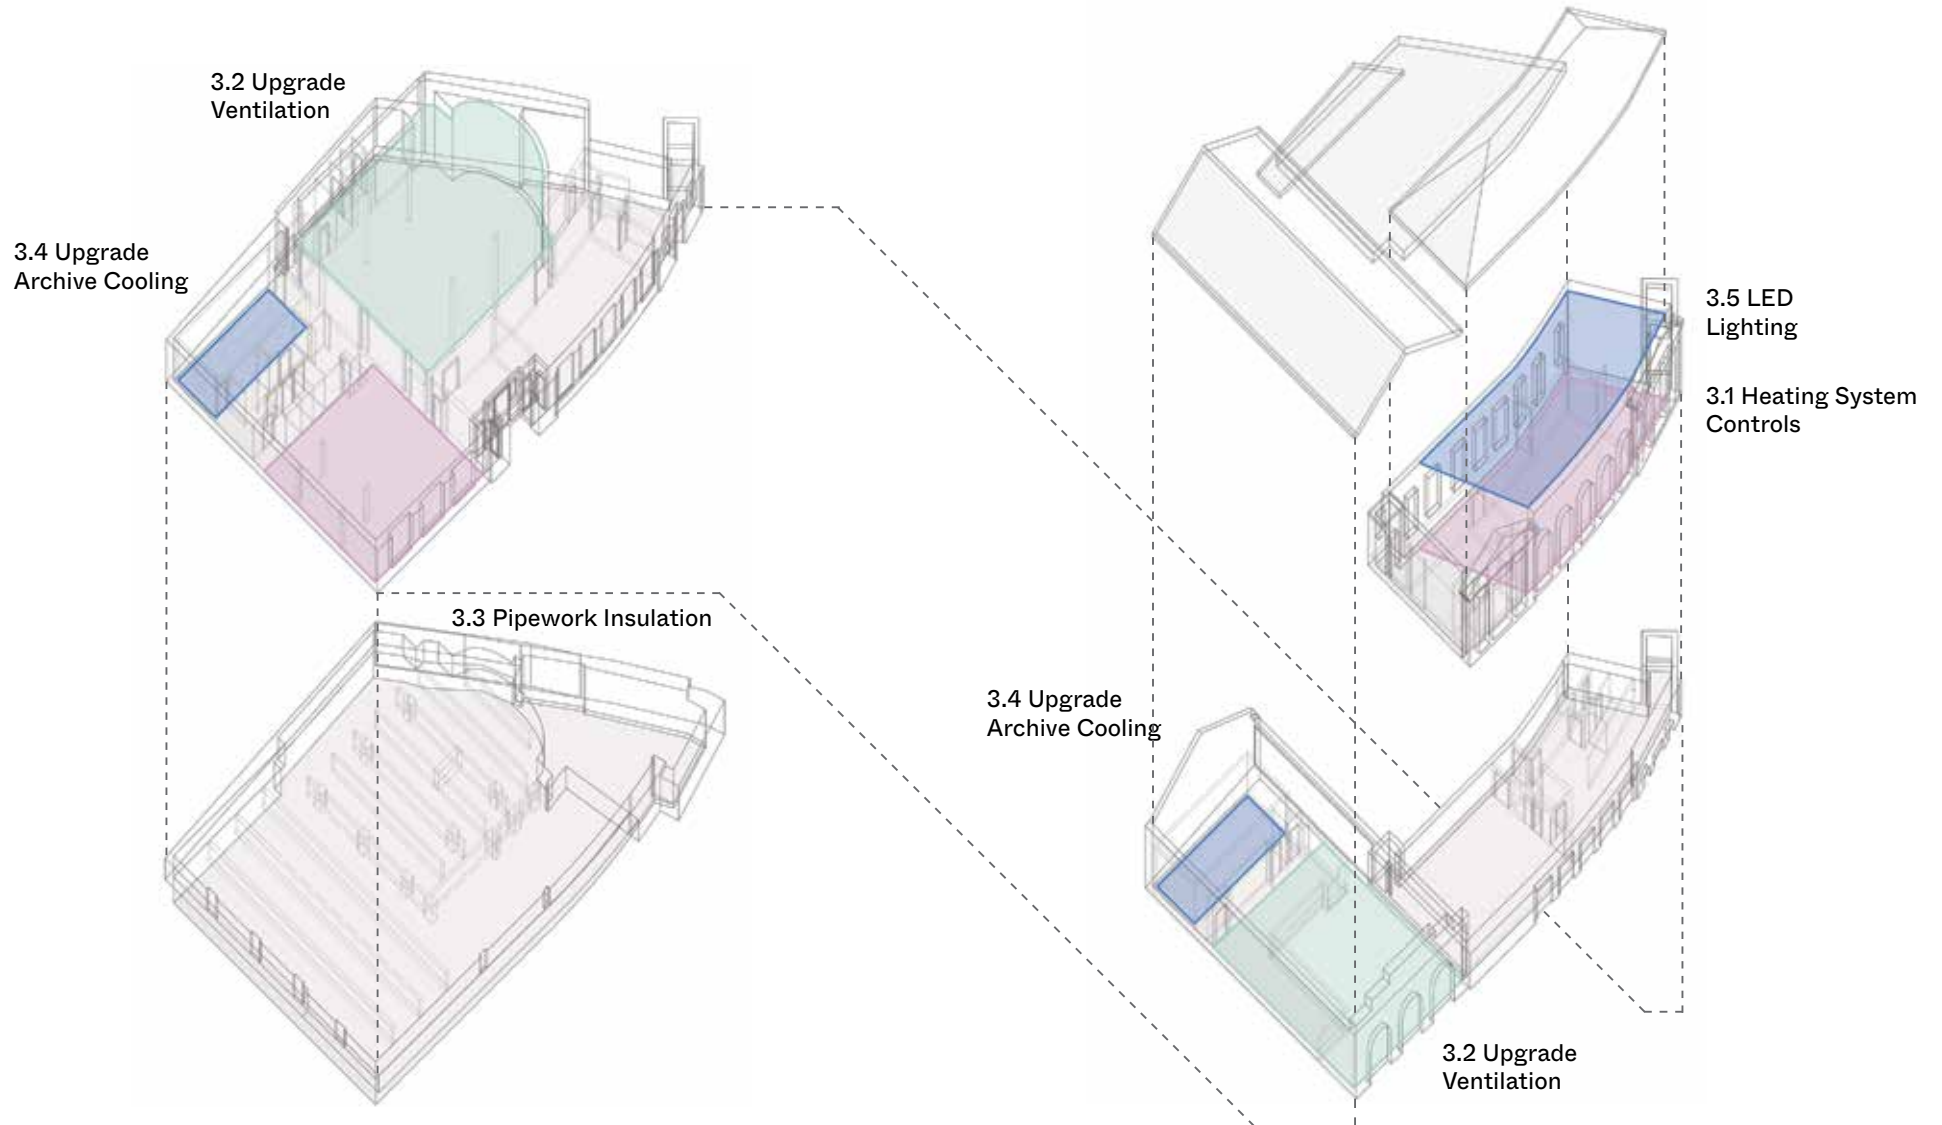 3.2 Upgrade
Ventilation
3.4 Upgrade
Archive Cooling
3.3 Pipework Insulation
3.5 LED
Lighting
3.1 Heating System
Controls
3.4 Upgrade
Archive Cooling
3.2 Upgrade
Ventilation